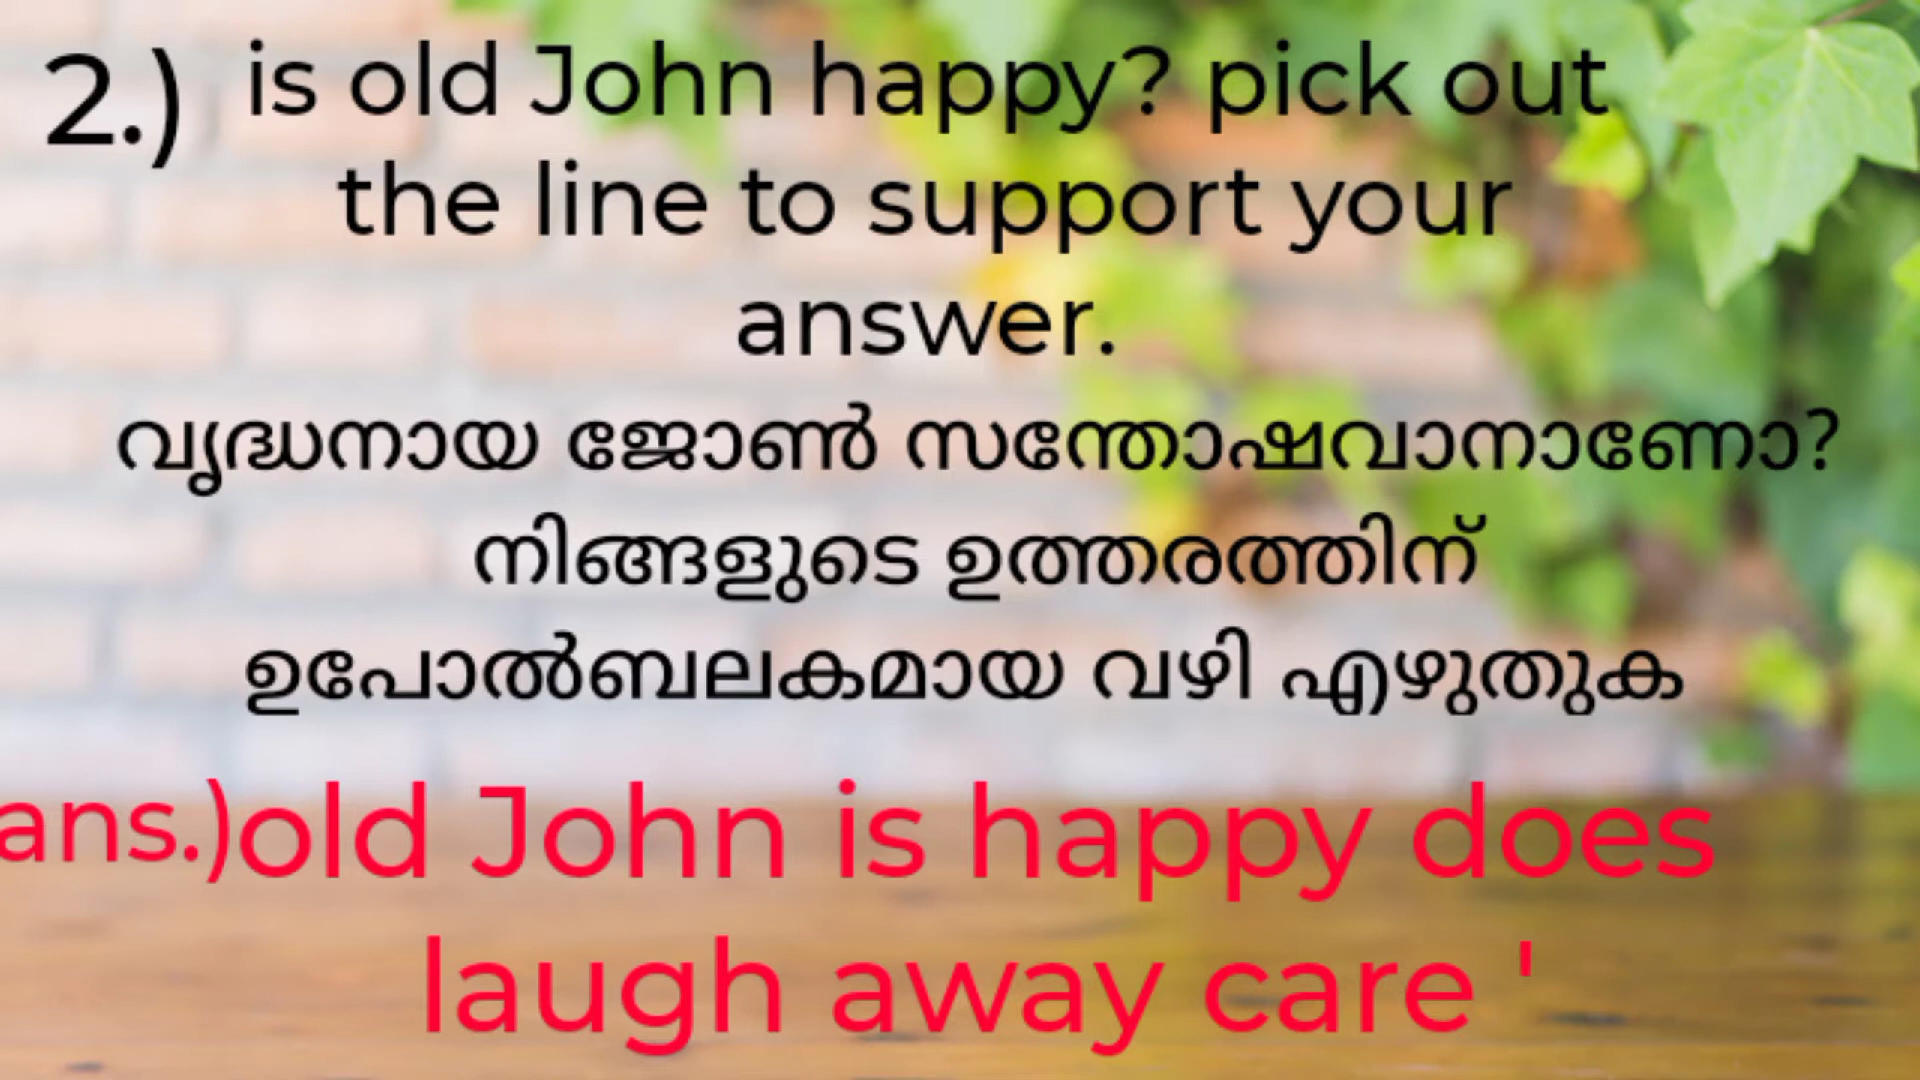 2.) is old John happy? pick out
the line to support your
answer.
വൃദ്ധനായ ജോൺ സന്തോഷവാനാണോ?
നിങ്ങളുടെ ഉത്തരത്തിന്
ഉപോൽബലകമായ വഴി എഴുതുക
ans.)old John is happy does
laugh away care '